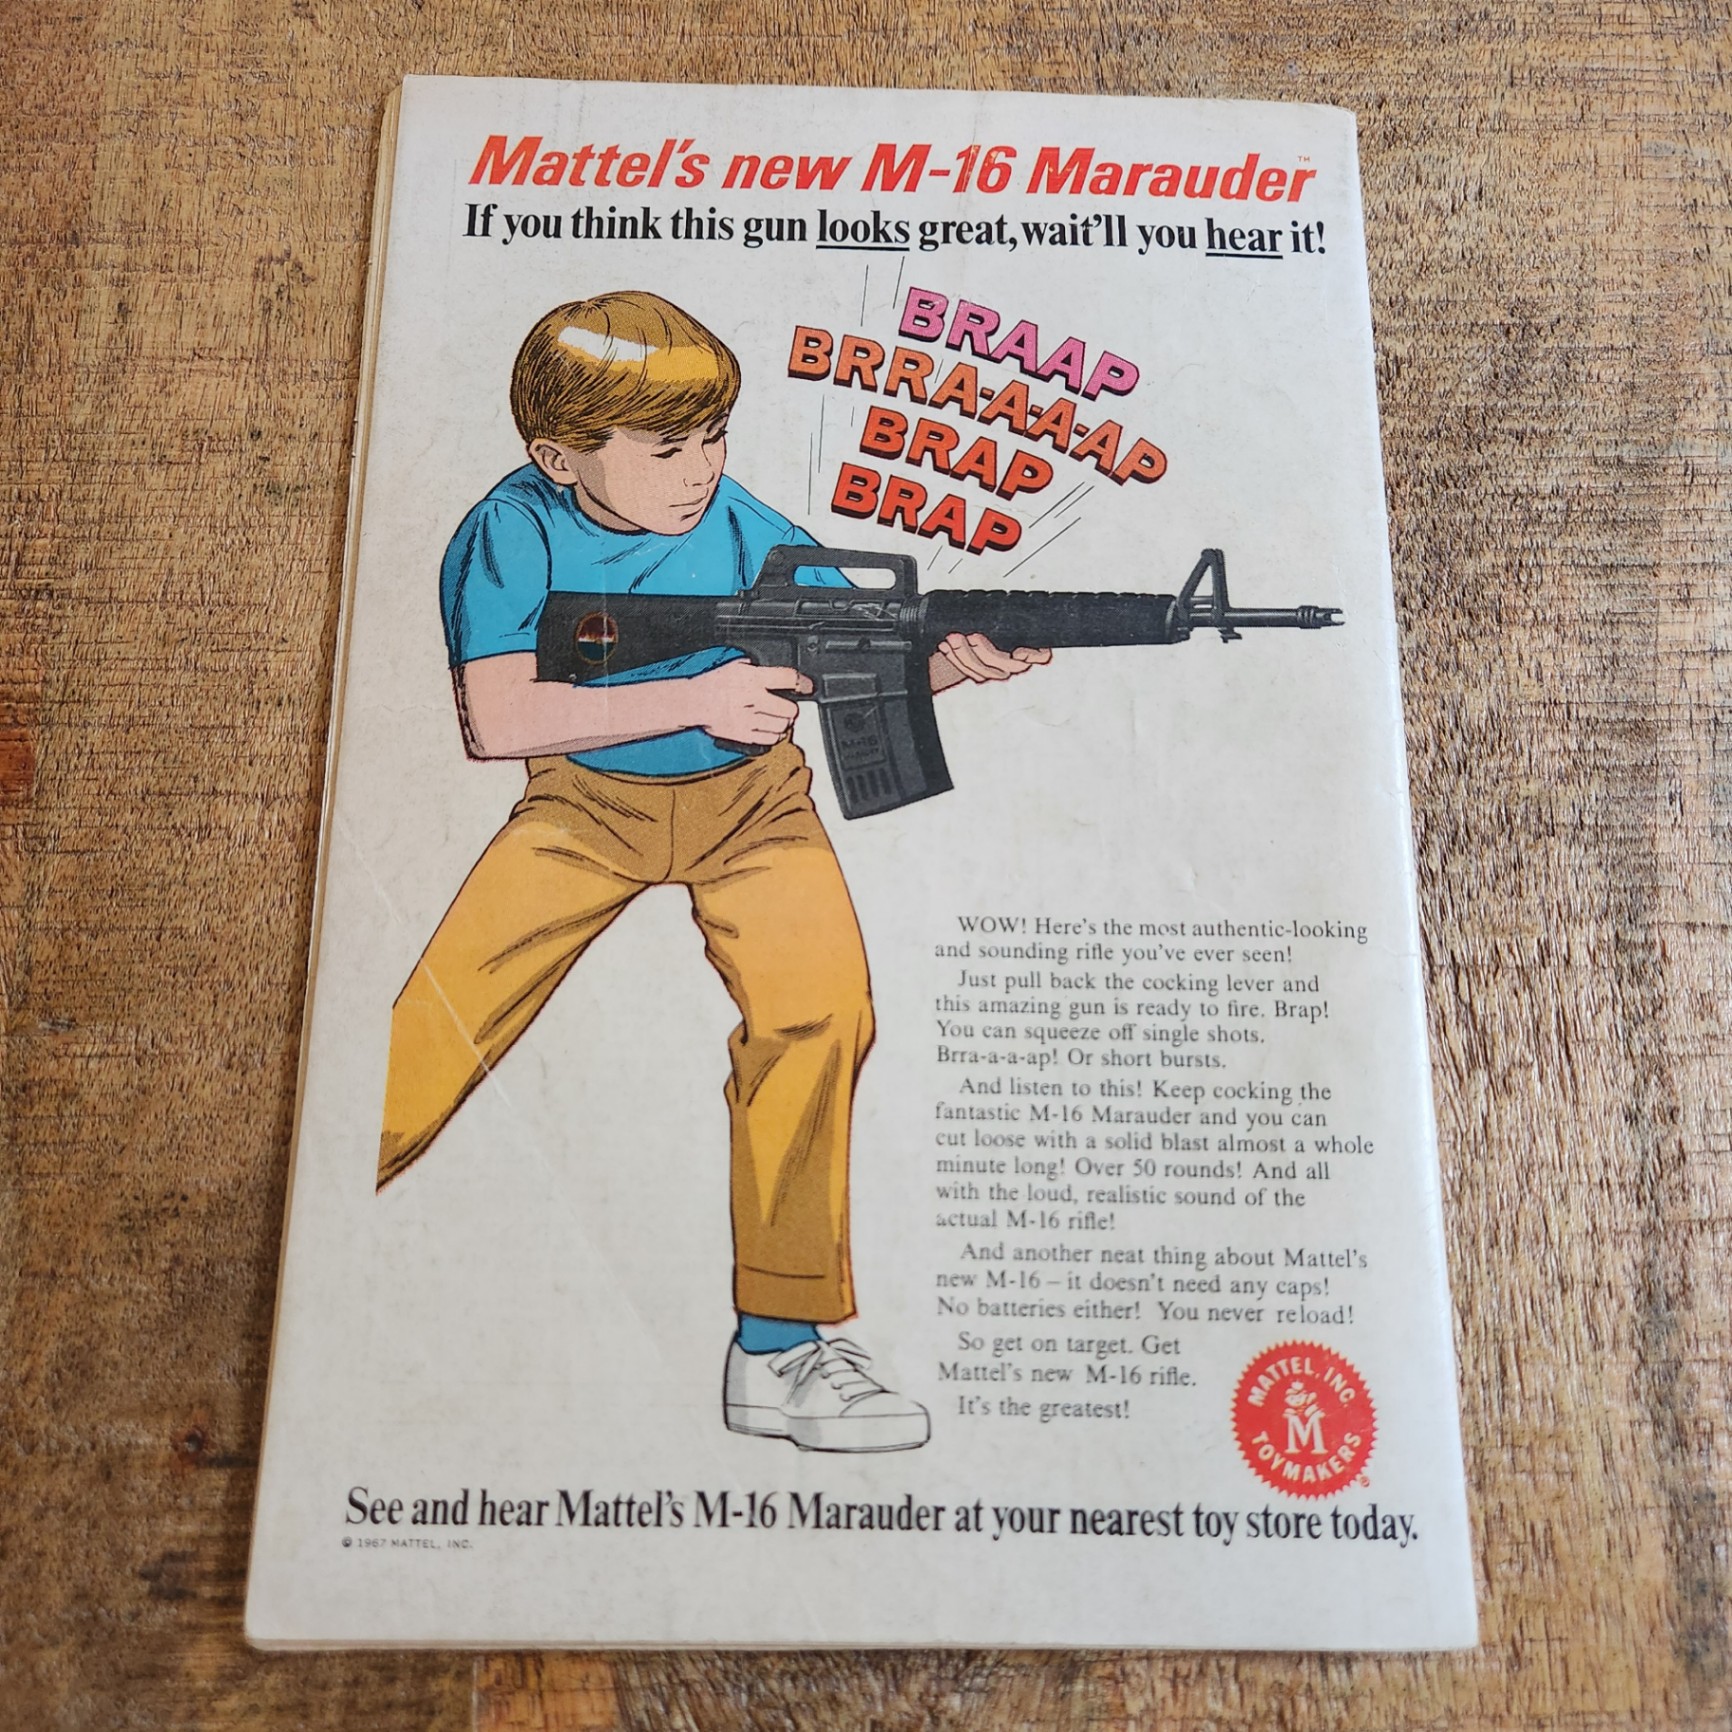 Mattel's new M-16 Marauder™
If you think this gun looks great, wait'll you hear it!
BRAAP
BRRA-A-A-AP
BRAP
BRAP
M-16
WOW! Here's the most authentic-looking
and sounding rifle you've ever seen!
Just pull back the cocking lever and
this amazing gun is ready to fire. Brap!
You can squeeze off single shots.
Brra-a-a-ap! Or short bursts.
And listen to this! Keep cocking the
fantastic M-16 Marauder and you can
cut loose with a solid blast almost a whole
minute long! Over 50 rounds! And all
with the loud, realistic sound of the
actual M-16 rifle!
And another neat thing about Mattel's
new M-16 – it doesn't need any caps!
No batteries either! You never reload!
So get on target. Get
Mattel's new M-16 rifle.
It's the greatest!
MATTEL, INC.
M
TOYMAKERS
®
See and hear Mattel's M-16 Marauder at your nearest toy store today.
© 1967 MATTEL, INC.